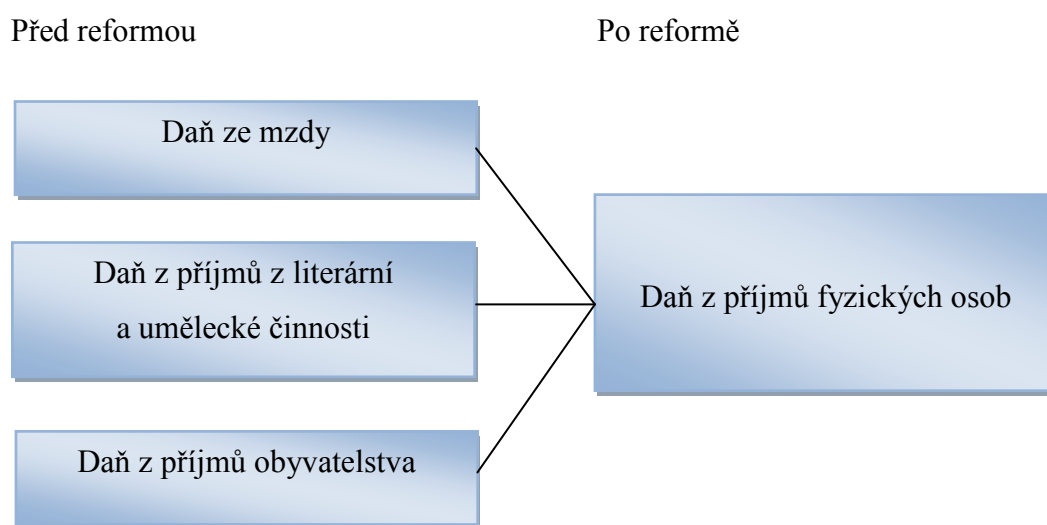 Před reformou
Po reformě
Daň ze mzdy
Daň z příjmů z literární
a umělecké činnosti
Daň z příjmů obyvatelstva
Daň z příjmů fyzických osob